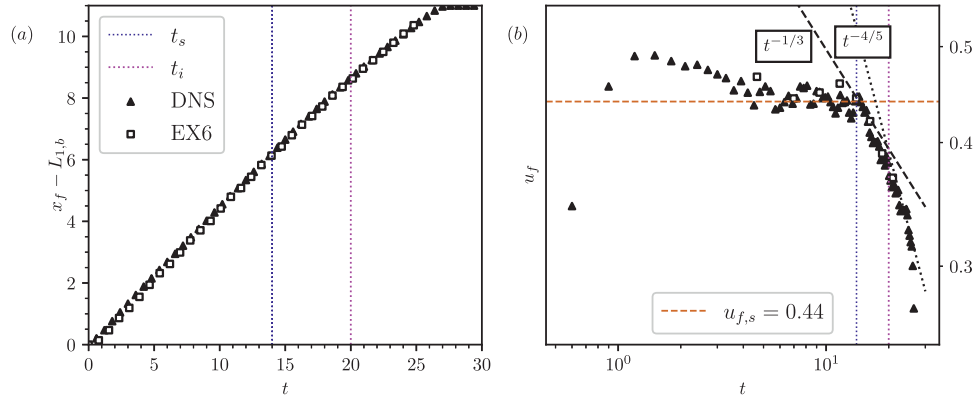 (a)
11
10
8
6
4
2
0
x_f − L_{1,b}
t_s
t_i
DNS
EX6
0 5 10 15 20 25 30
t
(b)
t^{−1/3}
t^{−4/5}
0.5
0.4
0.3
u_f
u_{f,s} = 0.44
10^0 10^1
t